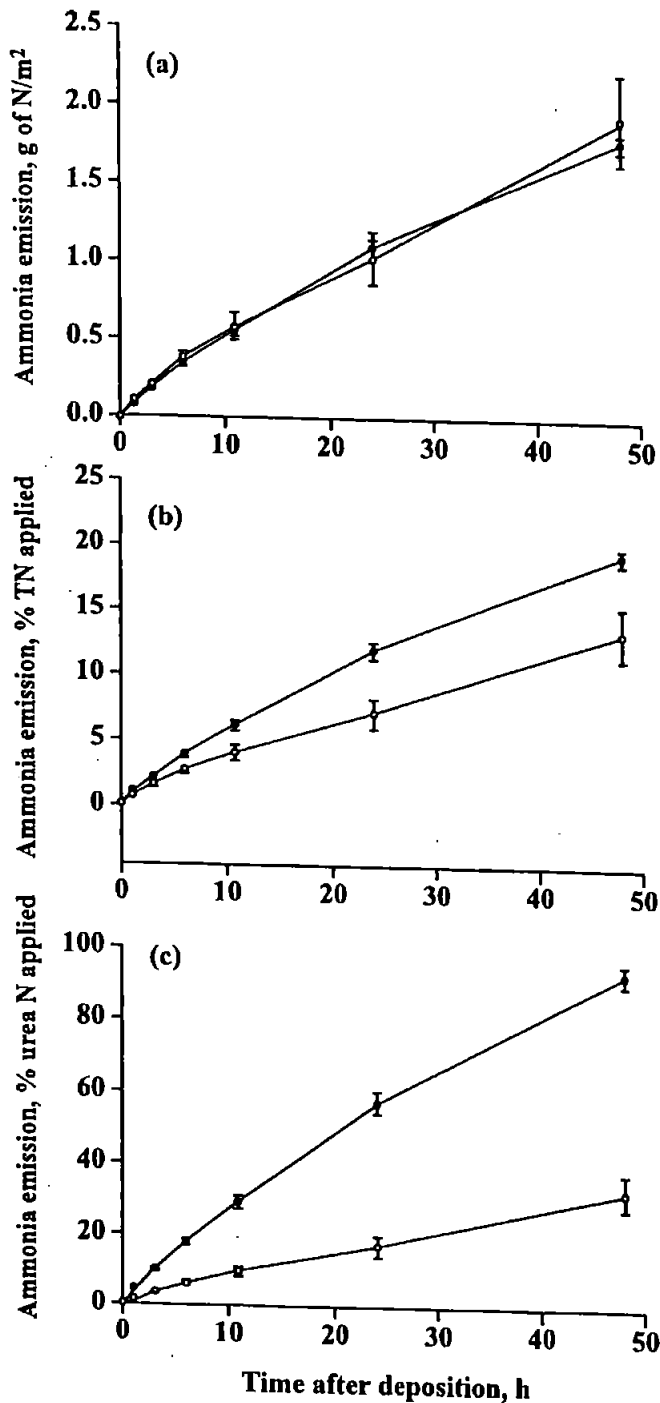 Ammonia emission, g of N/m²
(a)
2.5
2.0
1.5
1.0
0.5
0.0
0 10 20 30 40 50
Ammonia emission, % TN applied
(b)
25
20
15
10
5
0
0 10 20 30 40 50
Ammonia emission, % urea N applied
(c)
100
80
60
40
20
0
0 10 20 30 40 50
Time after deposition, h